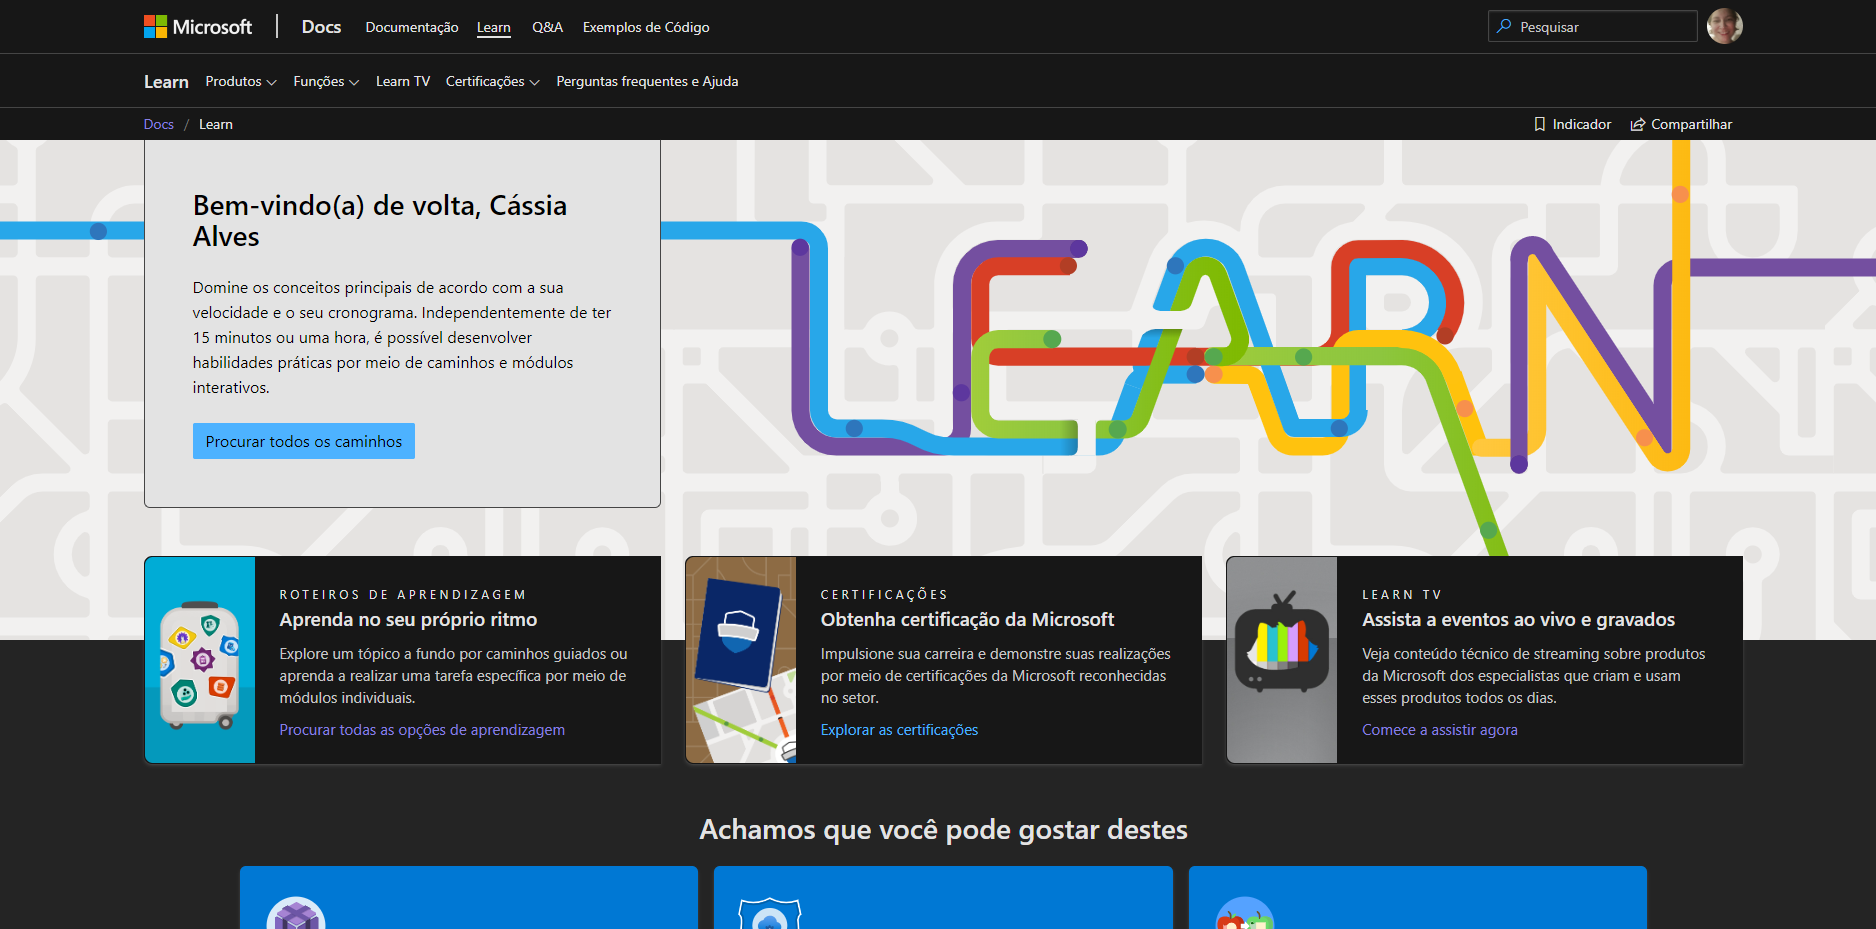 Microsoft
Docs
Documentação
Learn
Q&A
Exemplos de Código
Pesquisar
Learn
Produtos
Funções
Learn TV
Certificações
Perguntas frequentes e Ajuda
Docs / Learn
Indicador
Compartilhar
Bem-vindo(a) de volta, Cássia
Alves
Domine os conceitos principais de acordo com a sua
velocidade e o seu cronograma. Independentemente de ter
15 minutos ou uma hora, é possível desenvolver
habilidades práticas por meio de caminhos e módulos
interativos.
Procurar todos os caminhos
LEARN
ROTEIROS DE APRENDIZAGEM
Aprenda no seu próprio ritmo
Explore um tópico a fundo por caminhos guiados ou
aprenda a realizar uma tarefa específica por meio de
módulos individuais.
Procurar todas as opções de aprendizagem
CERTIFICAÇÕES
Obtenha certificação da Microsoft
Impulsione sua carreira e demonstre suas realizações
por meio de certificações da Microsoft reconhecidas
no setor.
Explorar as certificações
LEARN TV
Assista a eventos ao vivo e gravados
Veja conteúdo técnico de streaming sobre produtos
da Microsoft dos especialistas que criam e usam
esses produtos todos os dias.
Comece a assistir agora
Achamos que você pode gostar destes